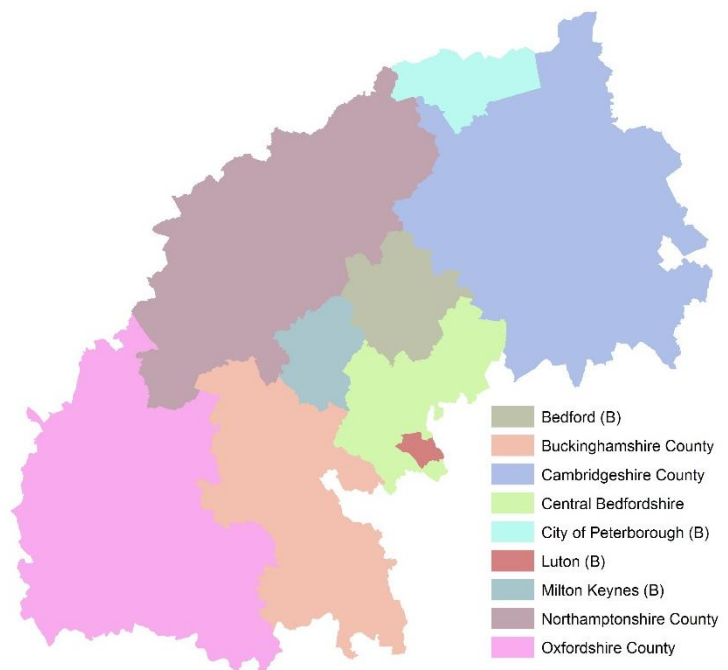 Bedford (B)
Buckinghamshire County
Cambridgeshire County
Central Bedfordshire
City of Peterborough (B)
Luton (B)
Milton Keynes (B)
Northamptonshire County
Oxfordshire County